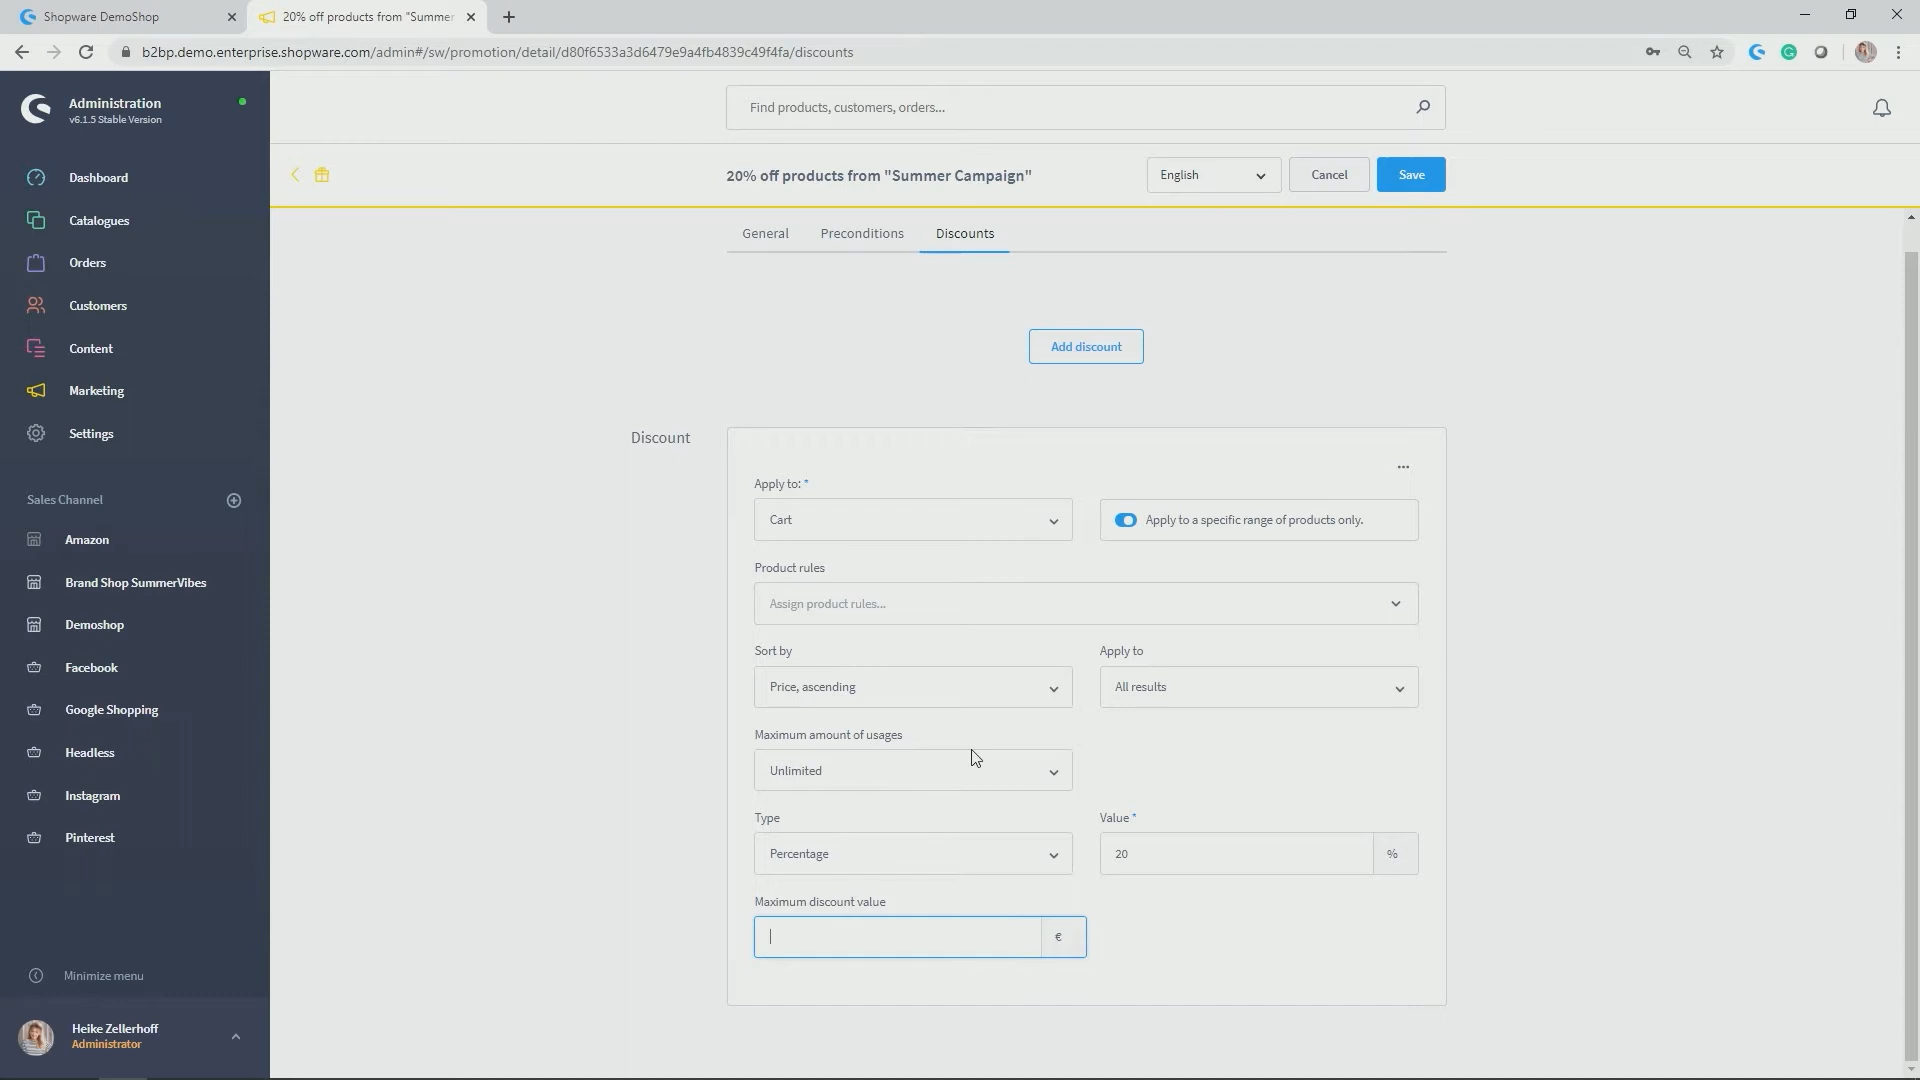 Shopware DemoShop
20% off products from "Summer
b2bp.demo.enterprise.shopware.com/admin#/sw/promotion/detail/d80f6533a3d6479e9a4fb4839c49f4fa/discounts
Administration
v6.1.5 Stable Version
Find products, customers, orders...
20% off products from "Summer Campaign"
English
Cancel
Save
Dashboard
Catalogues
Orders
Customers
Content
Marketing
Settings
Sales Channel
Amazon
Brand Shop SummerVibes
Demoshop
Facebook
Google Shopping
Headless
Instagram
Pinterest
Minimize menu
Heike Zellerhoff
Administrator
General Preconditions Discounts
Add discount
Discount
Apply to: *
Cart
Apply to a specific range of products only.
Product rules
Assign product rules...
Sort by
Apply to
Price, ascending
All results
Maximum amount of usages
Unlimited
Type
Value *
Percentage
20 %
Maximum discount value
€